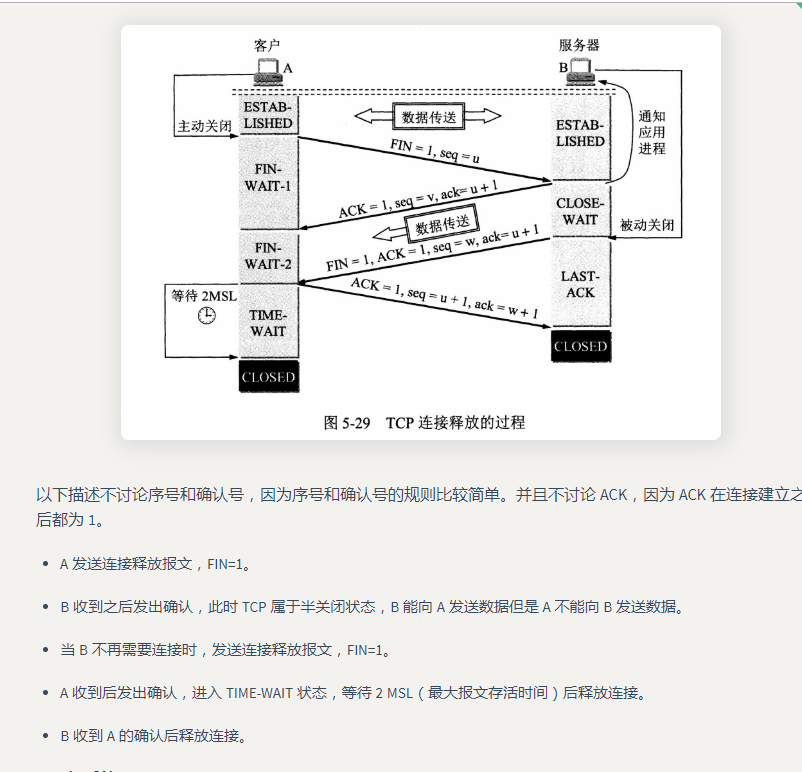 客户
服务器
A
B
ESTAB-
LISHED
主动关闭
数据传送
ESTAB-
LISHED
通知
应用
进程
FIN = 1, seq = u
FIN-
WAIT-1
ACK = 1, seq = v, ack= u + 1
CLOSE-
WAIT
被动关闭
数据传送
FIN-
WAIT-2
FIN = 1, ACK = 1, seq = w, ack= u + 1
LAST-
ACK
等待 2MSL
ACK = 1, seq = u + 1, ack = w + 1
TIME-
WAIT
CLOSED
CLOSED
图 5-29 TCP 连接释放的过程
以下描述不讨论序号和确认号，因为序号和确认号的规则比较简单。并且不讨论 ACK，因为 ACK 在连接建立之
后都为 1。
• A 发送连接释放报文，FIN=1。
• B 收到之后发出确认，此时 TCP 属于半关闭状态，B 能向 A 发送数据但是 A 不能向 B 发送数据。
• 当 B 不再需要连接时，发送连接释放报文，FIN=1。
• A 收到后发出确认，进入 TIME-WAIT 状态，等待 2 MSL（最大报文存活时间）后释放连接。
• B 收到 A 的确认后释放连接。